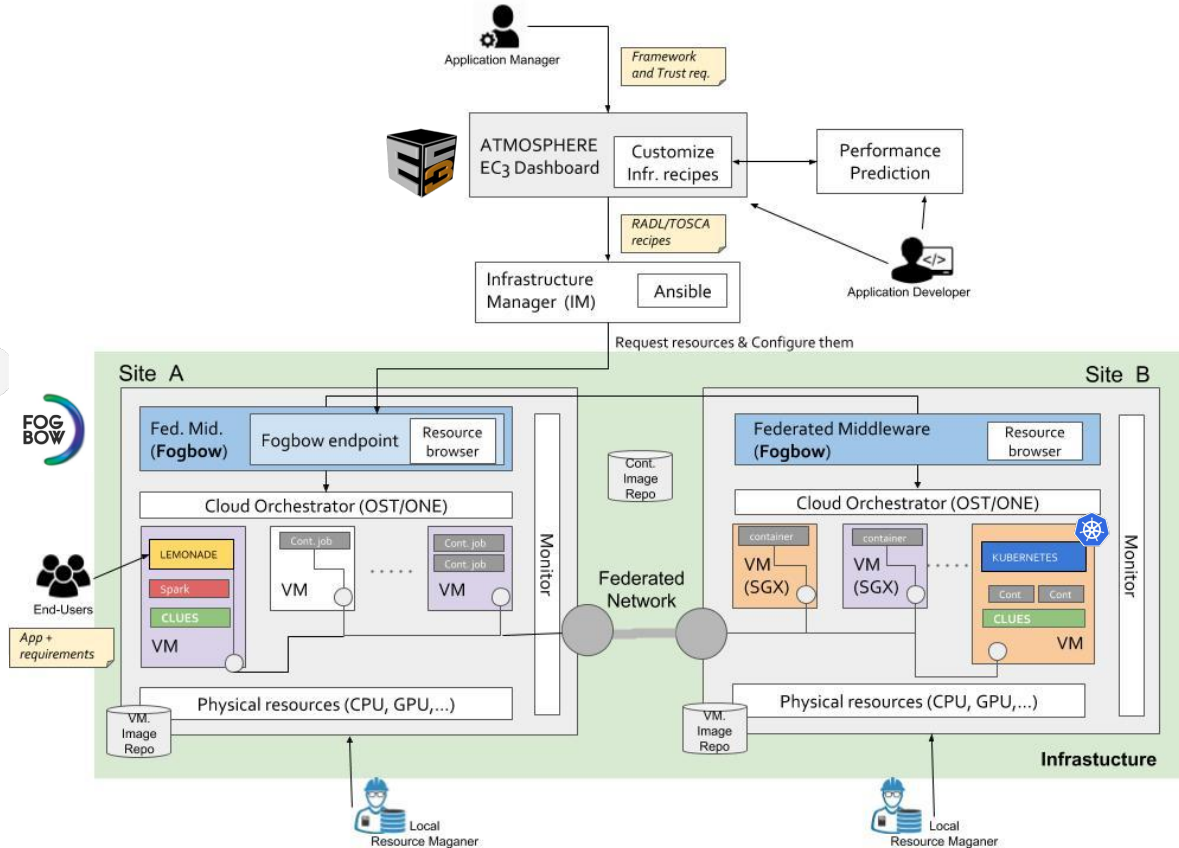 Application Manager
Framework
and Trust req.
ATMOSPHERE
EC3 Dashboard
Customize
Infr. recipes
Performance
Prediction
RADL/TOSCA
recipes
</>
Application Developer
Infrastructure
Manager (IM)
Ansible
Request resources & Configure them
Site A
Site B
FOG
BOW
Fed. Mid.
(Fogbow)
Fogbow endpoint
Resource
browser
Monitor
Cont.
Image
Repo
Federated Middleware
(Fogbow)
Resource
browser
Monitor
Cloud Orchestrator (OST/ONE)
Cloud Orchestrator (OST/ONE)
LEMONADE
Spark
CLUES
VM
Cont. job
VM
.....
Cont. job
Cont. job
VM
End-Users
App +
requirements
Federated
Network
container
VM
(SGX)
container
VM
(SGX)
......
KUBERNETES
Cont
Cont
CLUES
VM
Physical resources (CPU, GPU,...)
Physical resources (CPU, GPU,...)
VM.
Image
Repo
VM.
Image
Repo
Infrastucture
Local
Resource Maganer
Local
Resource Maganer